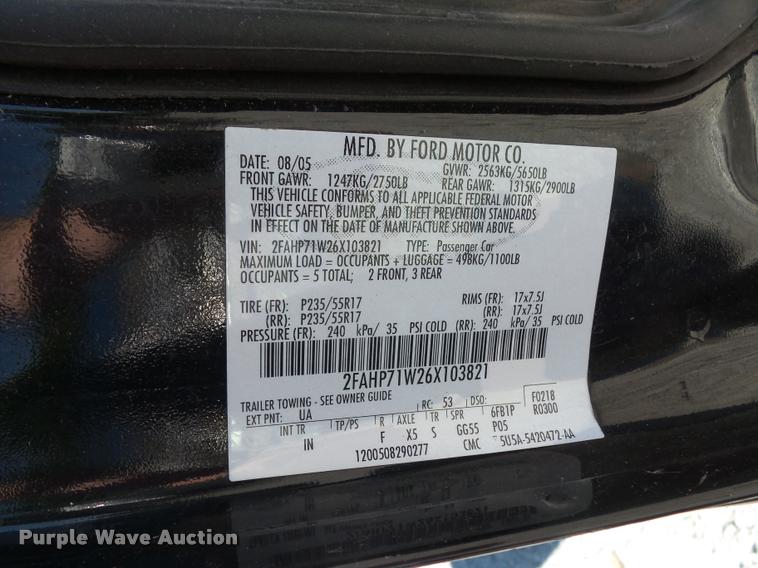 MFD. BY FORD MOTOR CO.
DATE: 08/05 GVWR: 2563KG/5650LB
FRONT GAWR: 1247KG/2750LB REAR GAWR: 1315KG/2900LB
THIS VEHICLE CONFORMS TO ALL APPLICABLE FEDERAL MOTOR
VEHICLE SAFETY, BUMPER, AND THEFT PREVENTION STANDARDS
IN EFFECT ON THE DATE OF MANUFACTURE SHOWN ABOVE.
VIN: 2FAHP71W26X103821 TYPE: Passenger Car
MAXIMUM LOAD = OCCUPANTS + LUGGAGE = 498KG/1100LB
OCCUPANTS = 5 TOTAL; 2 FRONT, 3 REAR
TIRE (FR): P235/55R17 RIMS (FR): 17x7.5J
(RR): P235/55R17 (RR): 17x7.5J
PRESSURE (FR): 240 kPa/ 35 PSI COLD (RR): 240 kPa/ 35 PSI COLD
2FAHP71W26X103821
TRAILER TOWING - SEE OWNER GUIDE
EXT PNT: UA RC: 53 DSO: F0218
INT TR TP/PS R AXLE TR SPR 6FB1P R0300
IN F X5 S GG55 P05
1200508290277 CMC 5U5A-5420472-AA
Purple Wave Auction